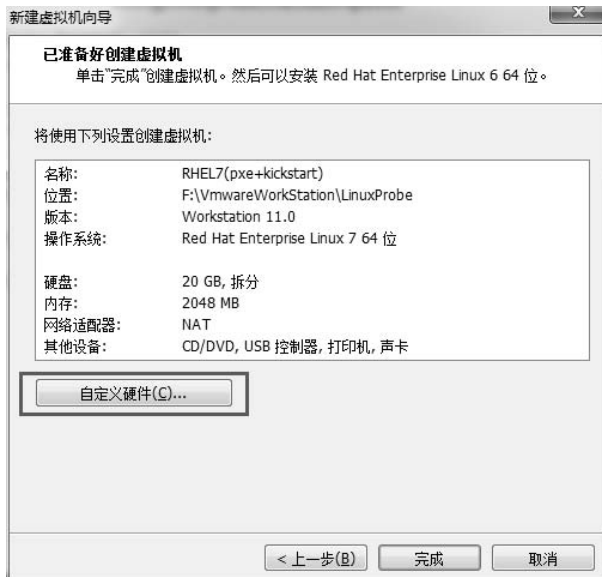 新建虚拟机向导
已准备好创建虚拟机
单击"完成"创建虚拟机。然后可以安装 Red Hat Enterprise Linux 6 64 位。
将使用下列设置创建虚拟机:
名称: RHEL7(pxe+kickstart)
位置: F:\VmwareWorkStation\LinuxProbe
版本: Workstation 11.0
操作系统: Red Hat Enterprise Linux 7 64 位
硬盘: 20 GB, 拆分
内存: 2048 MB
网络适配器: NAT
其他设备: CD/DVD, USB 控制器, 打印机, 声卡
自定义硬件(C)...
< 上一步(B) 完成 取消